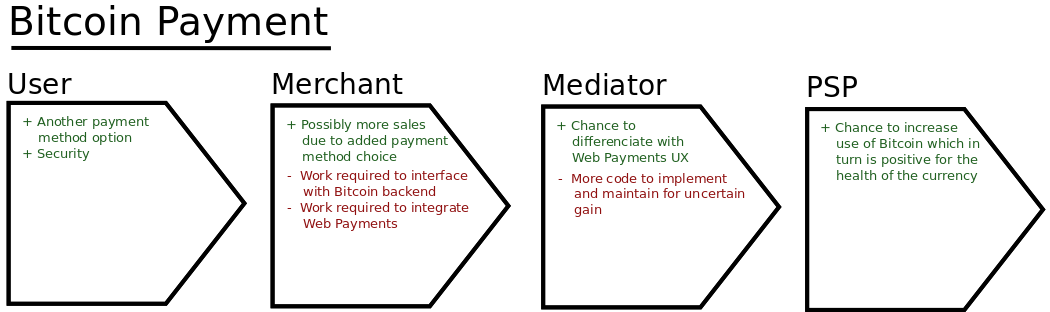 Bitcoin Payment
User
+ Another payment
method option
+ Security
Merchant
+ Possibly more sales
due to added payment
method choice
- Work required to interface
with Bitcoin backend
- Work required to integrate
Web Payments
Mediator
+ Chance to
differenciate with
Web Payments UX
- More code to implement
and maintain for uncertain
gain
PSP
+ Chance to increase
use of Bitcoin which in
turn is positive for the
health of the currency